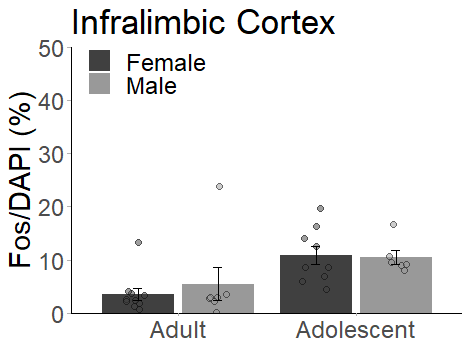 Infralimbic Cortex
Fos/DAPI (%)
50
40
30
20
10
0
Female
Male
Adult
Adolescent